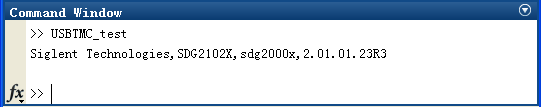 Command Window
>> USBTMC_test
Siglent Technologies,SDG2102X,sdg2000x,2.01.01.23R3
fx >>